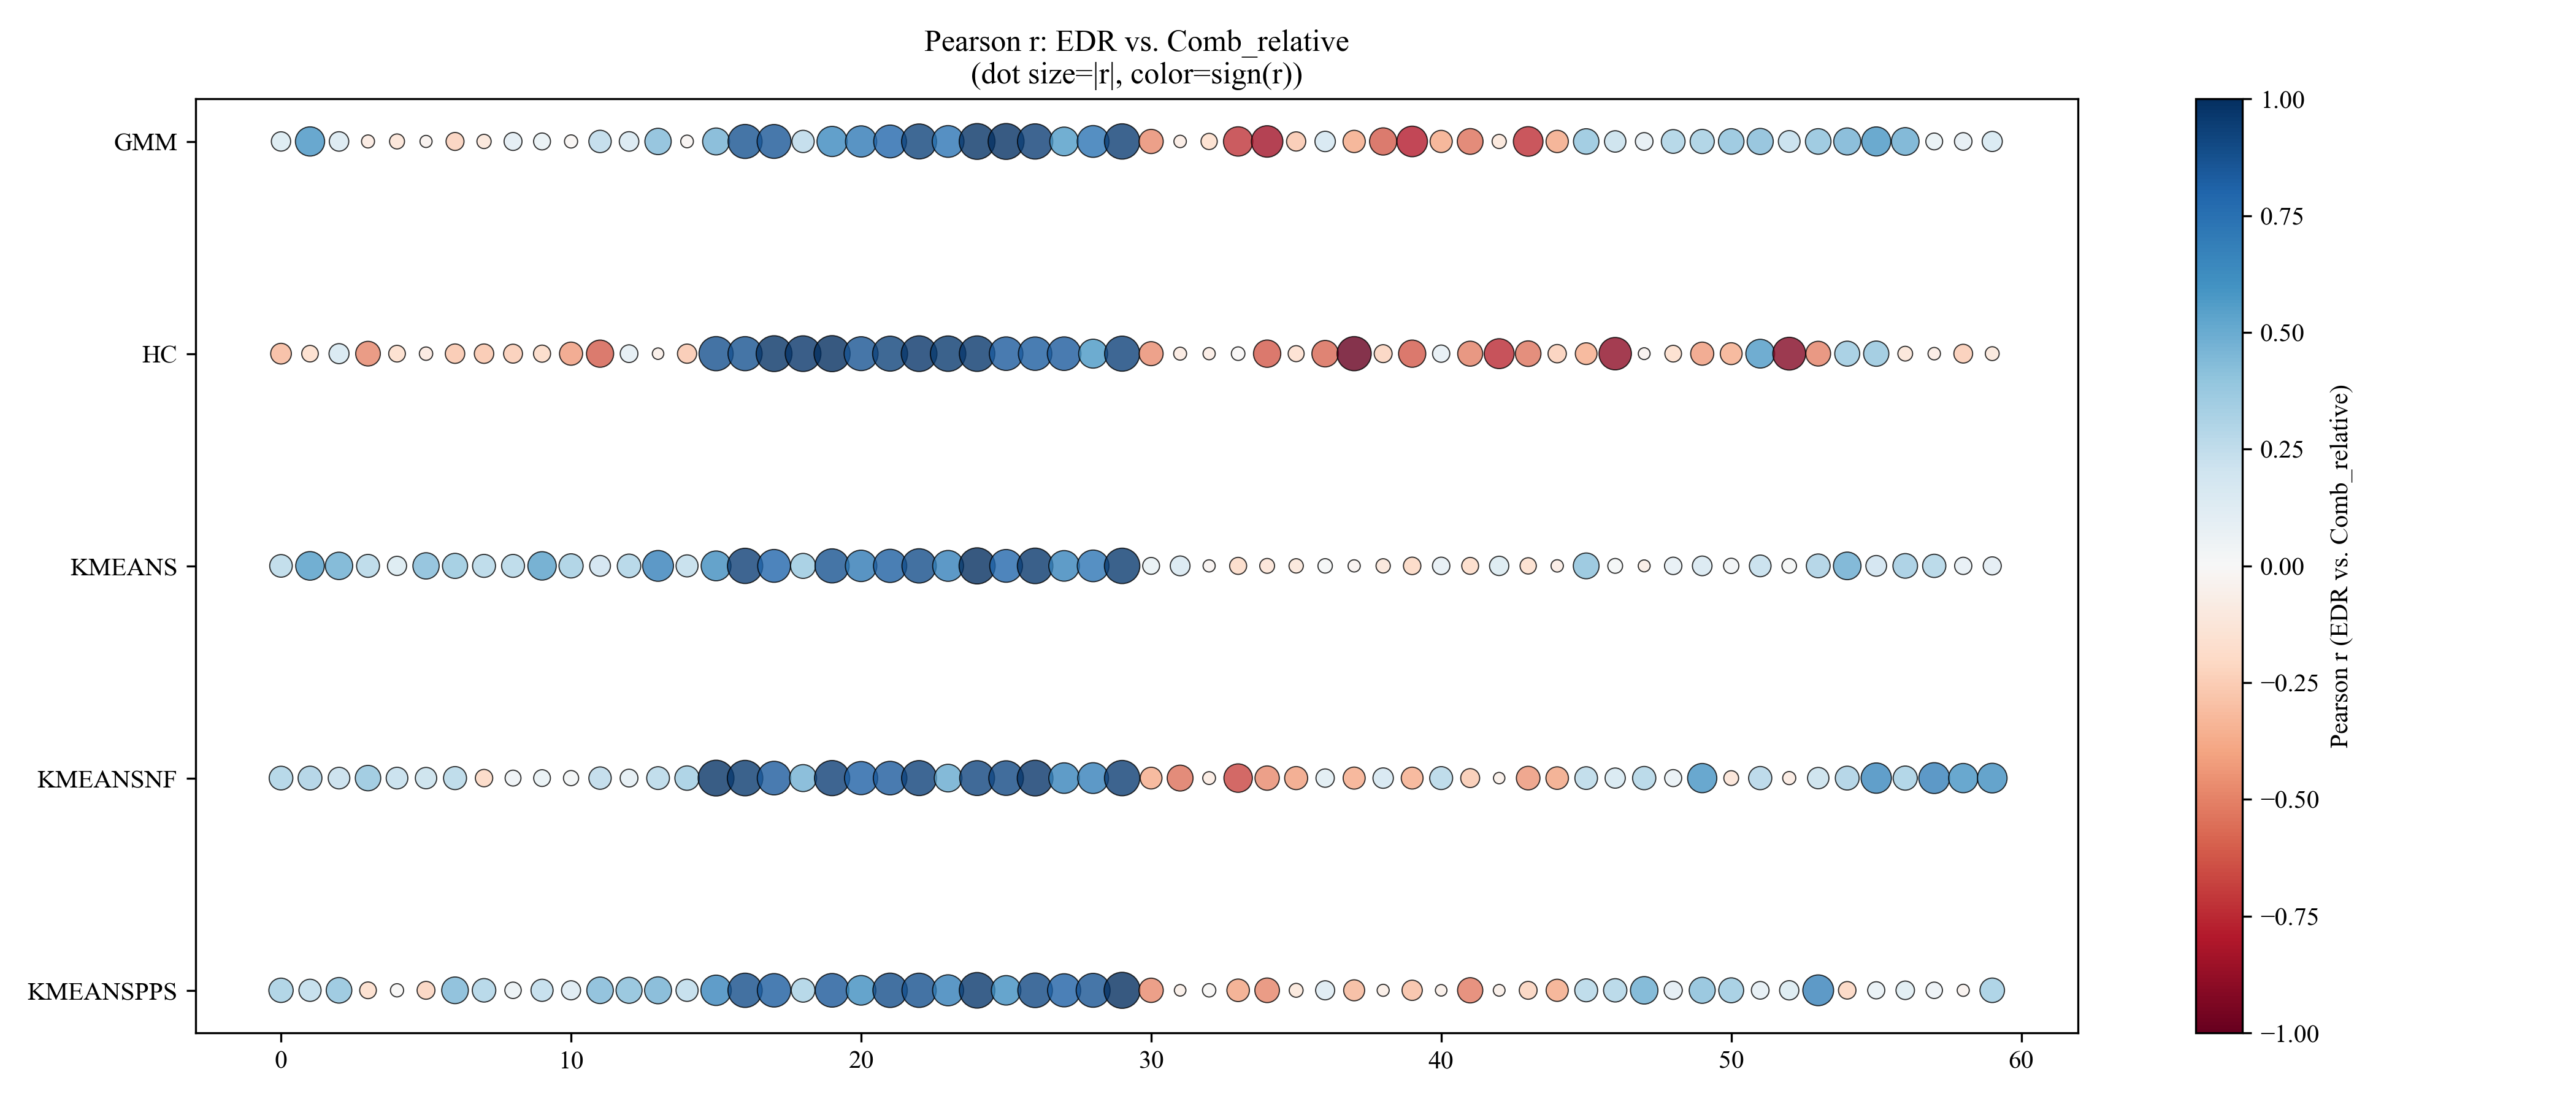 Pearson r: EDR vs. Comb_relative
(dot size=|r|, color=sign(r))
GMM
HC
KMEANS
KMEANSNF
KMEANSPPS
0 10 20 30 40 50 60
1.00
0.75
0.50
0.25
0.00
−0.25
−0.50
−0.75
−1.00
Pearson r (EDR vs. Comb_relative)